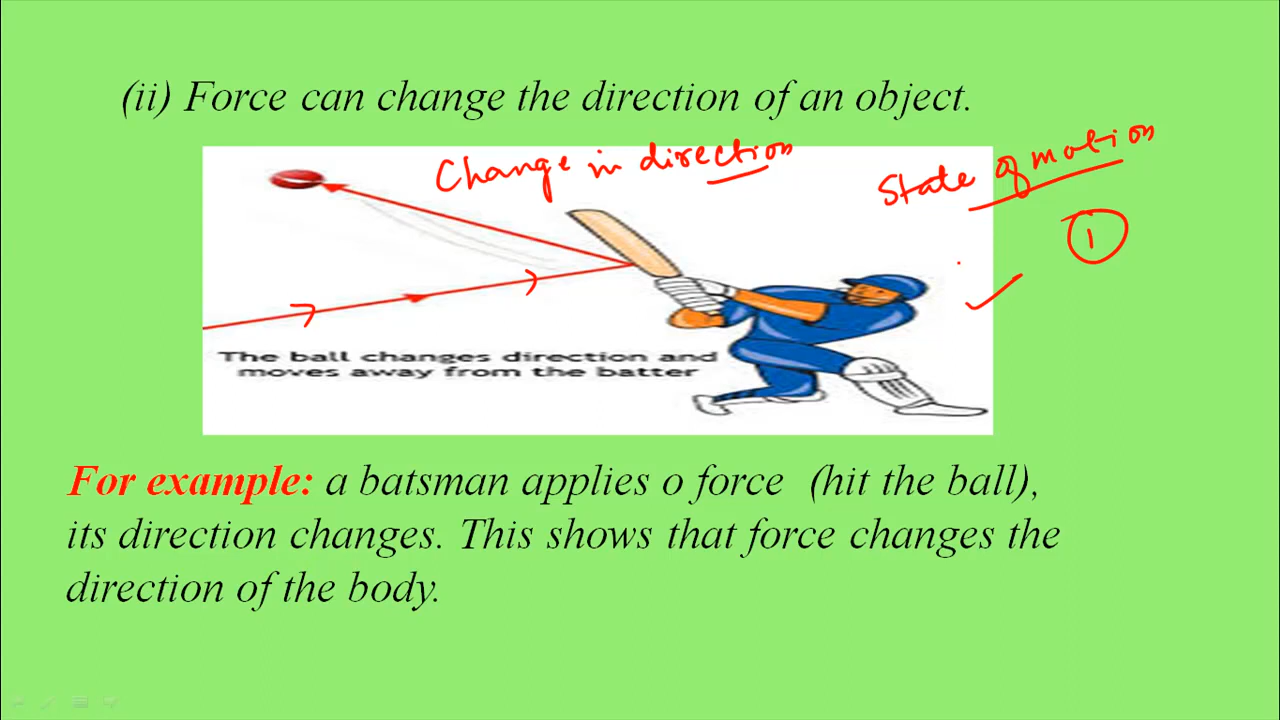 (ii) Force can change the direction of an object.
Change in direction
State of motion
1
The ball changes direction and
moves away from the batter
For example: a batsman applies o force (hit the ball),
its direction changes. This shows that force changes the
direction of the body.